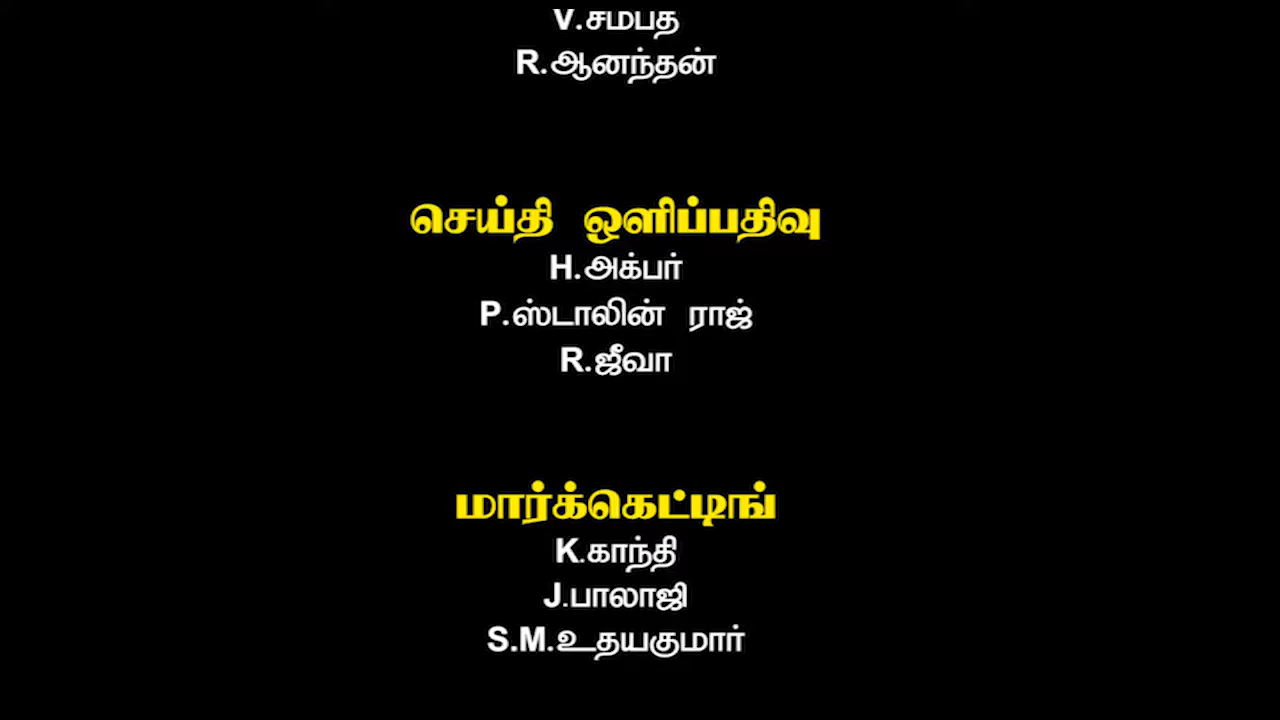 V.சமபத
R.ஆனந்தன்
செய்தி ஒளிப்பதிவு
H.அக்பர்
P.ஸ்டாலின் ராஜ்
R.ஜீவா
மார்க்கெட்டிங்
K.காந்தி
J.பாலாஜி
S.M.உதயகுமார்